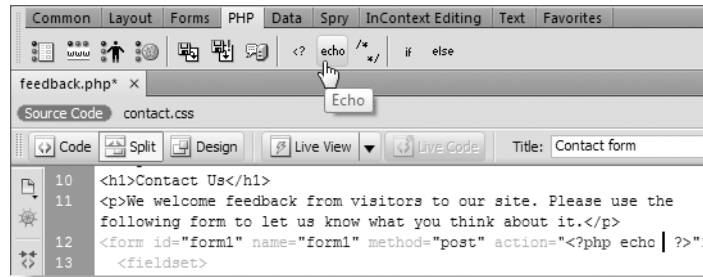 Common Layout Forms PHP Data Spry InContext Editing Text Favorites
<? echo /* */ if else
feedback.php* ×
Echo
Source Code contact.css
Code Split Design Live View Live Code Title: Contact form
10 <h1>Contact Us</h1>
11 <p>We welcome feedback from visitors to our site. Please use the
following form to let us know what you think about it.</p>
12 <form id="form1" name="form1" method="post" action="<?php echo ?>"
13 <fieldset>